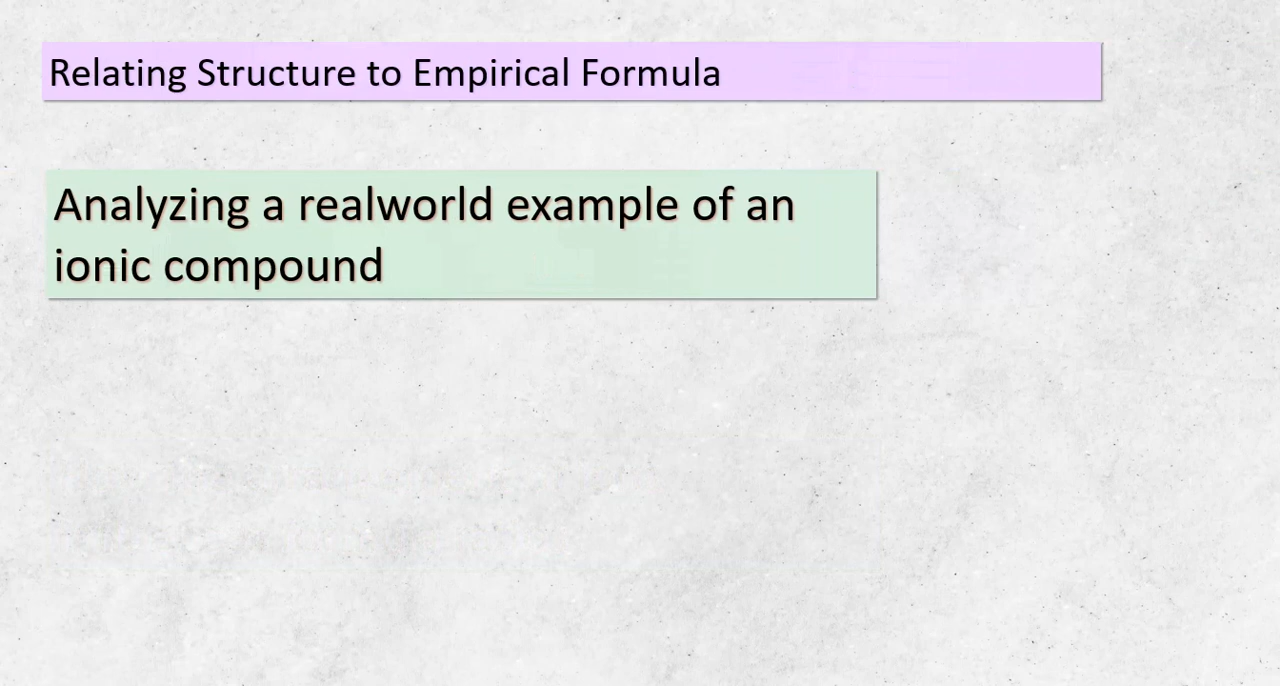 Relating Structure to Empirical Formula
Analyzing a realworld example of an
ionic compound